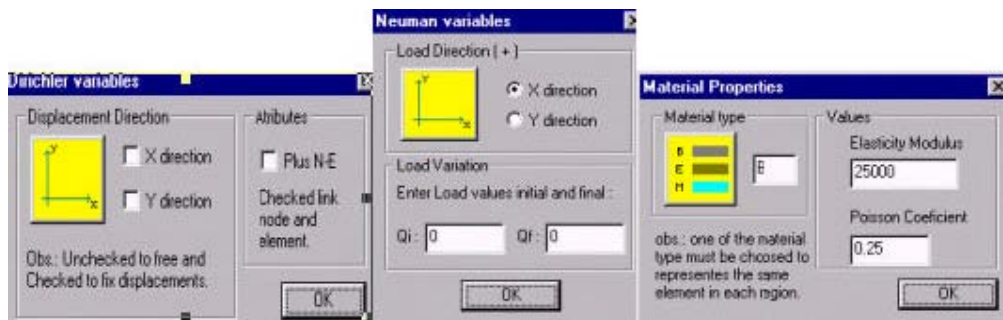 Dirichler variables
Displacement Direction
Y
X
X direction
Y direction
Obs.: Unchecked to free and
Checked to fix displacements.
Atributes
Plus N-E
Checked link
node and
element.
OK
Neuman variables
Load Direction ( + )
Y
X
X direction
Y direction
Load Variation
Enter Load values initial and final :
Qi : 0
Qf : 0
OK
Material Properties
Material type
B
E
M
B
obs.: one of the material
type must be choosed to
representes the same
element in each region.
Values
Elasticity Modulus
25000
Poisson Coeficient
0.25
OK